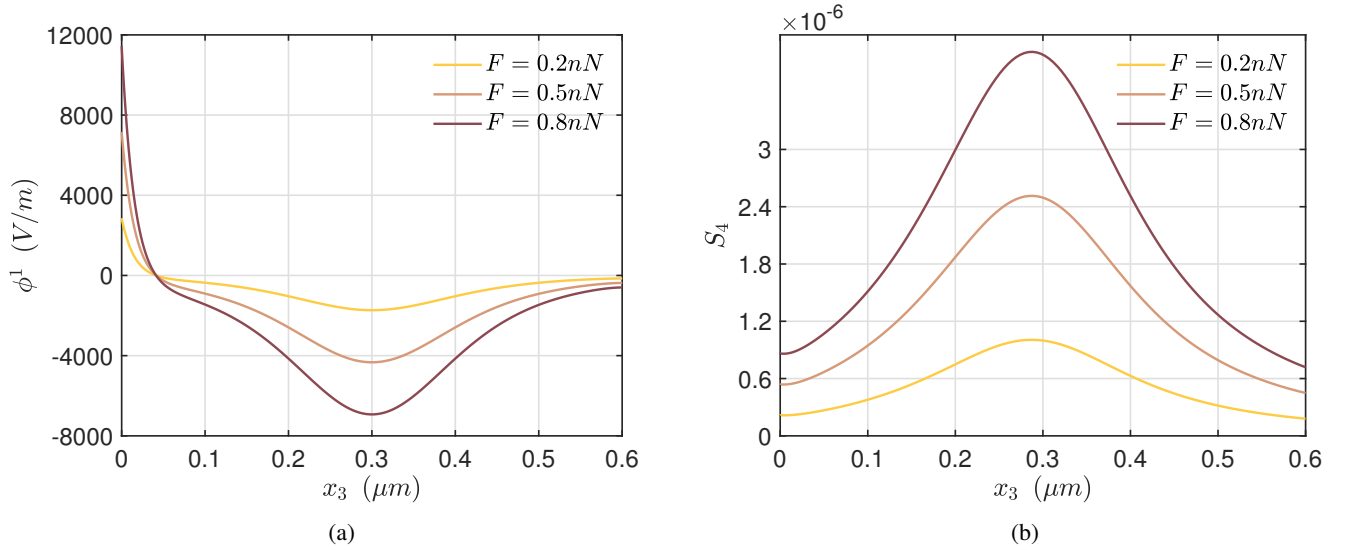 12000
8000
4000
0
-4000
-8000
ϕ¹ (V/m)
F = 0.2nN
F = 0.5nN
F = 0.8nN
0 0.1 0.2 0.3 0.4 0.5 0.6
x₃ (μm)
(a)
×10⁻⁶
3
2.4
1.8
1.2
0.6
0
S₄
F = 0.2nN
F = 0.5nN
F = 0.8nN
0 0.1 0.2 0.3 0.4 0.5 0.6
x₃ (μm)
(b)